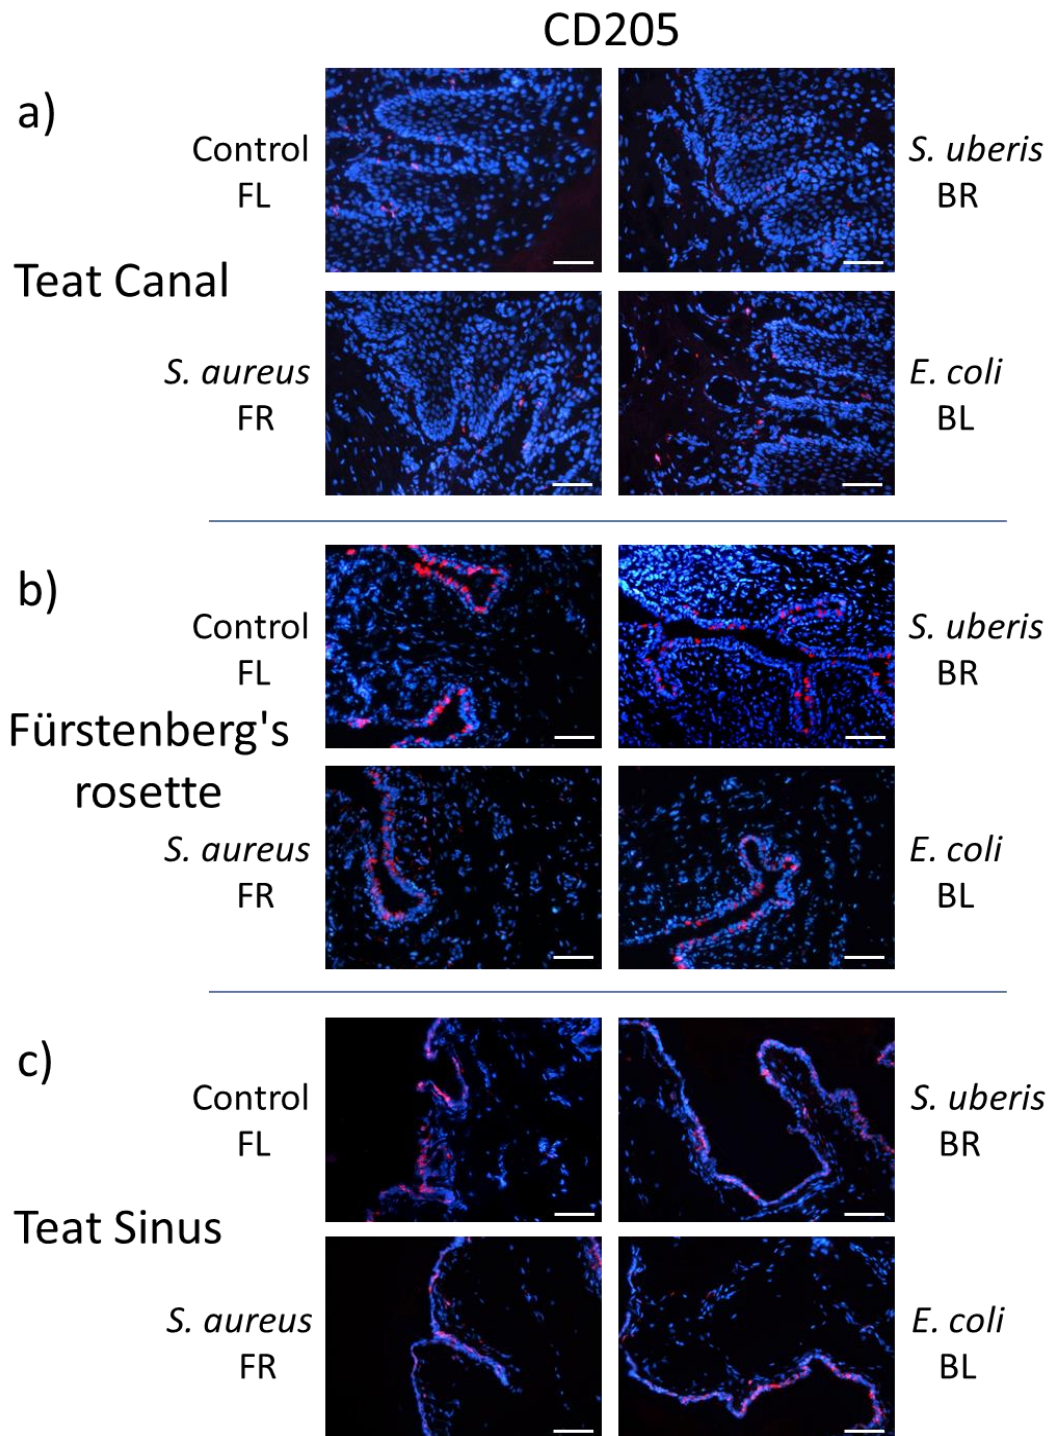 CD205
a)
Control
FL
S. uberis
BR
Teat Canal
S. aureus
FR
E. coli
BL
b)
Control
FL
S. uberis
BR
Fürstenberg's
rosette
S. aureus
FR
E. coli
BL
c)
Control
FL
S. uberis
BR
Teat Sinus
S. aureus
FR
E. coli
BL